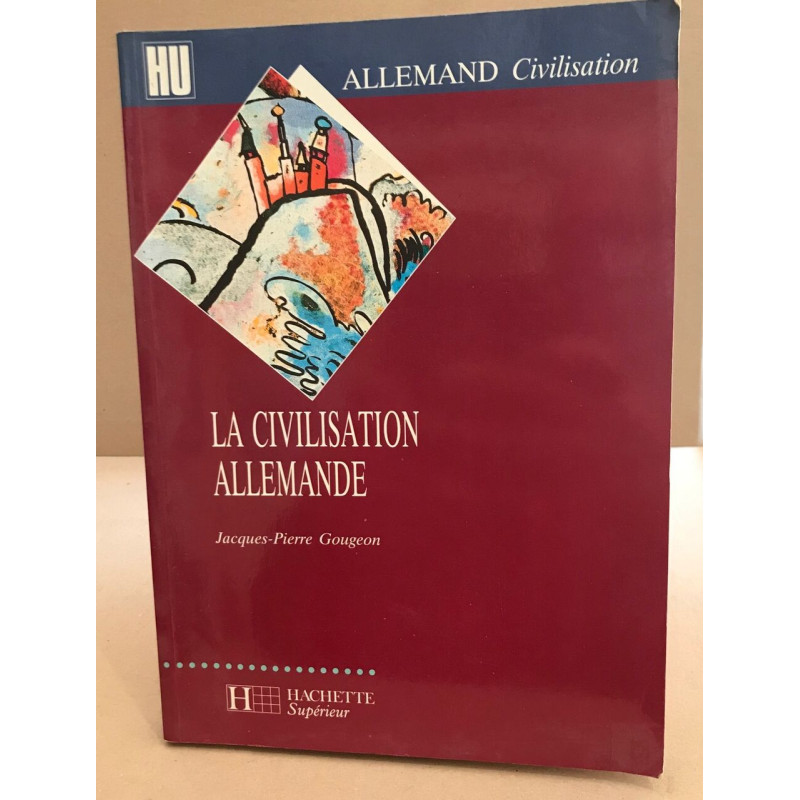 HU
ALLEMAND Civilisation
LA CIVILISATION
ALLEMANDE
Jacques-Pierre Gougeon
H
HACHETTE
Supérieur